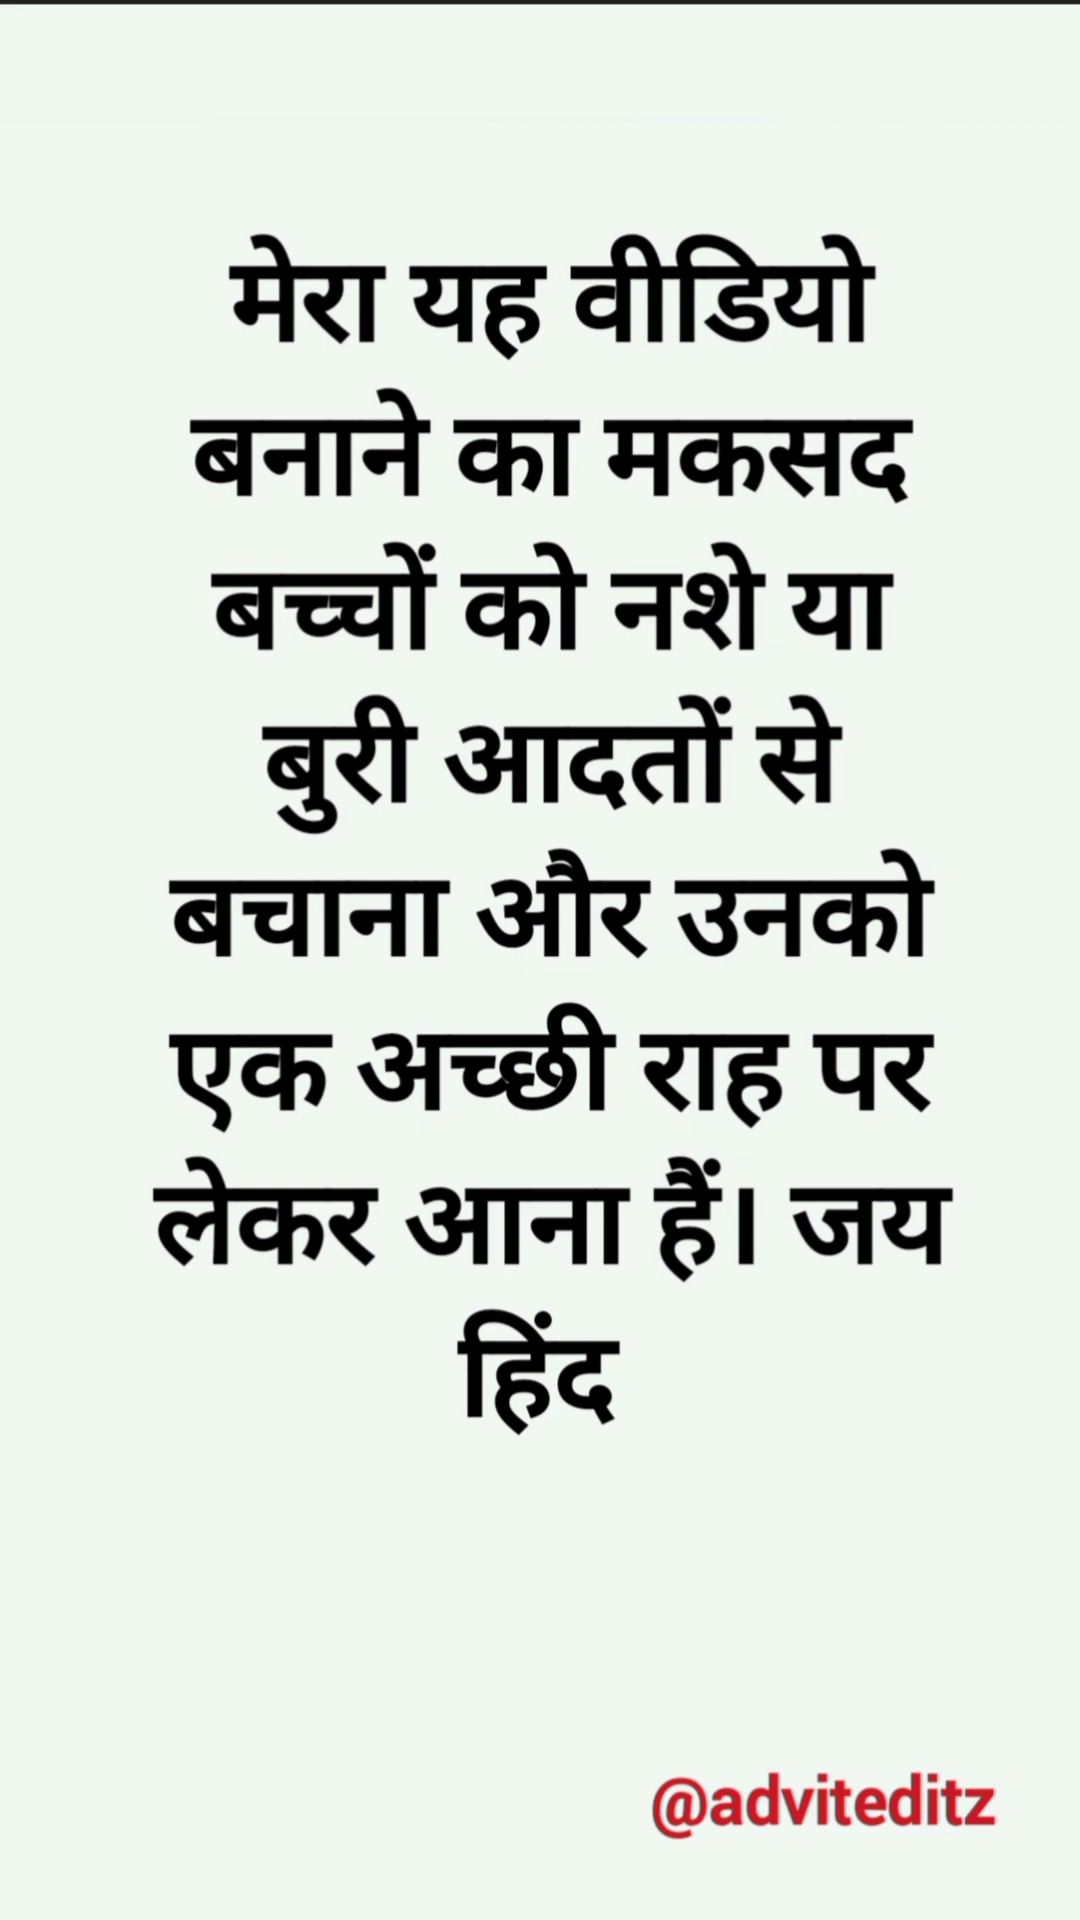 मेरा यह वीडियो
बनाने का मकसद
बच्चों को नशे या
बुरी आदतों से
बचाना और उनको
एक अच्छी राह पर
लेकर आना हैं। जय
हिंद
@adviteditz